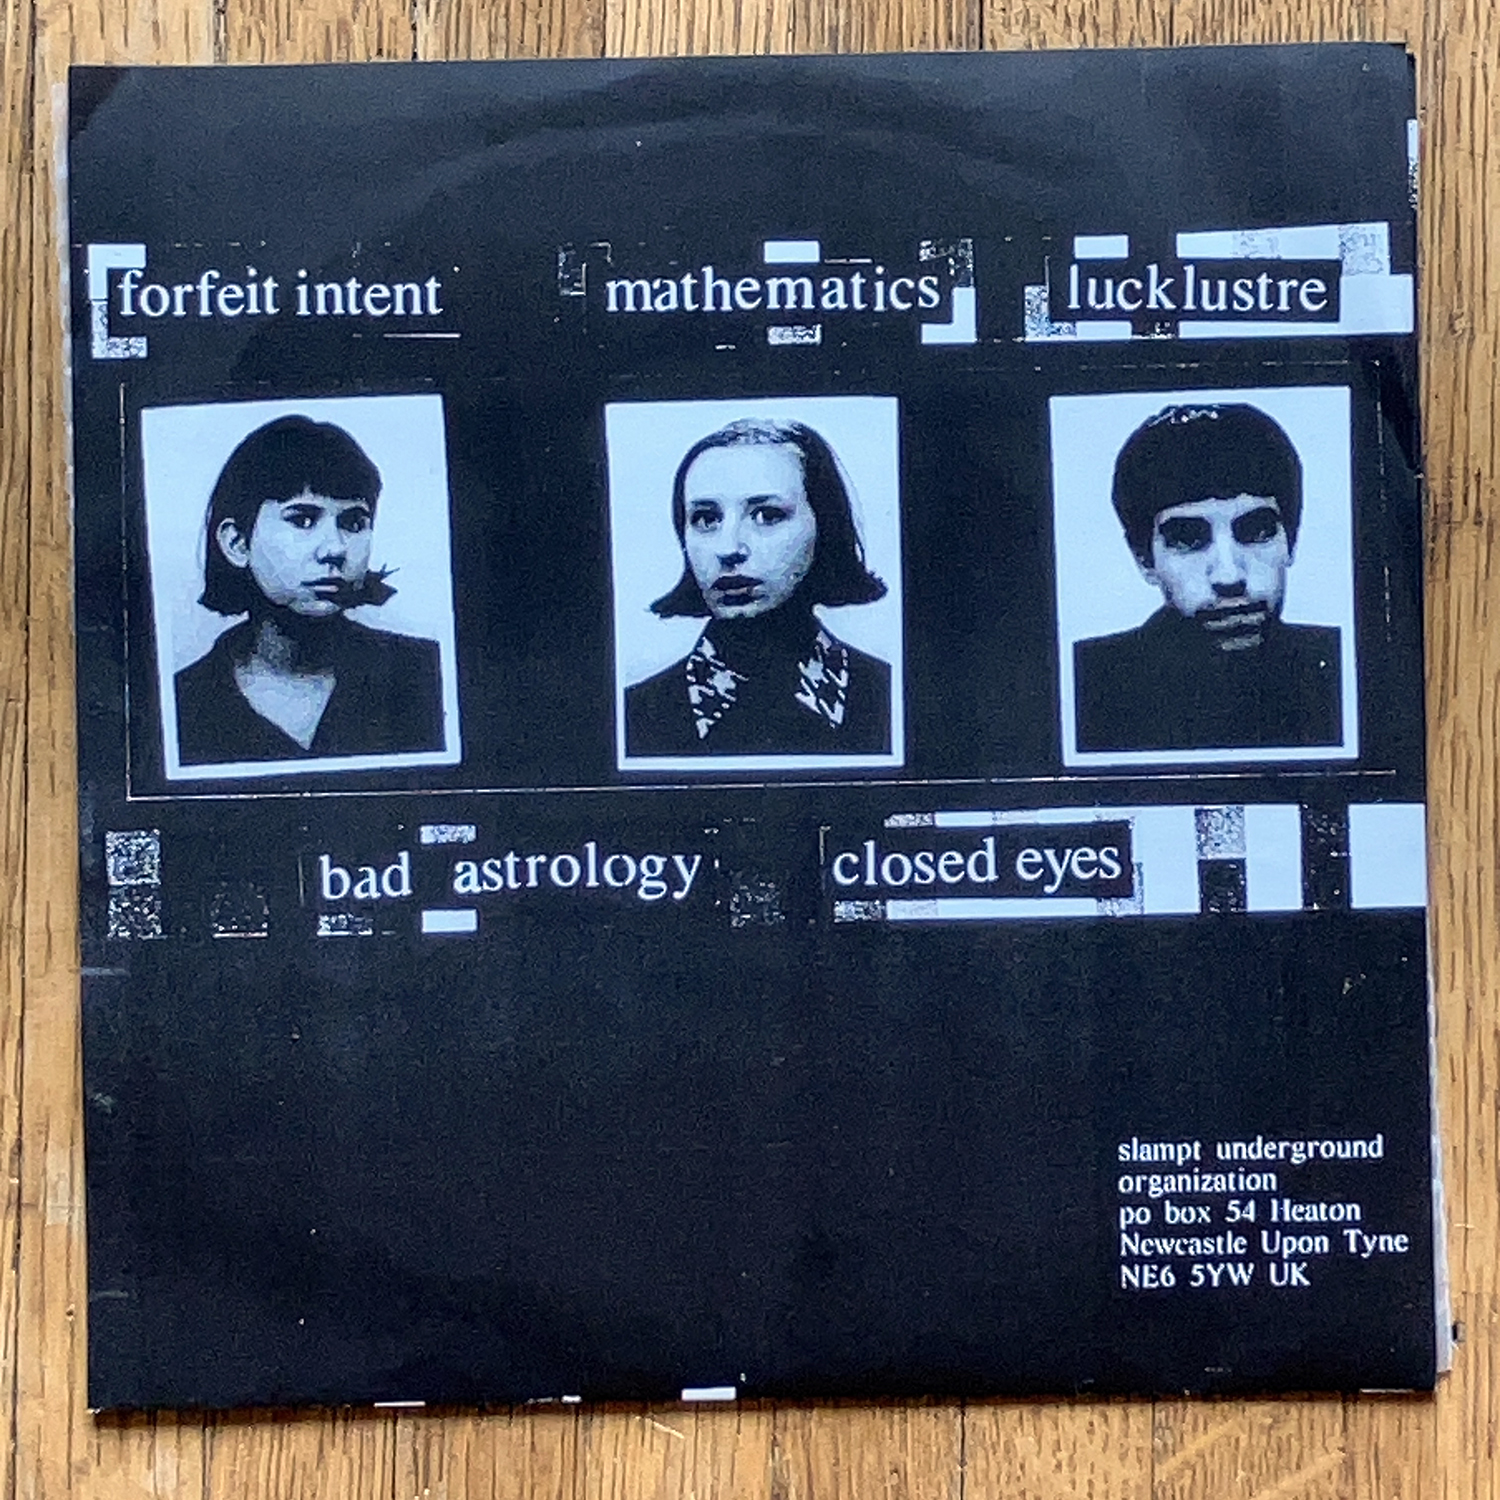 forfeit intent
mathematics
lucklustre
bad astrology
closed eyes
slampt underground
organization
po box 54 Heaton
Newcastle Upon Tyne
NE6 5YW UK